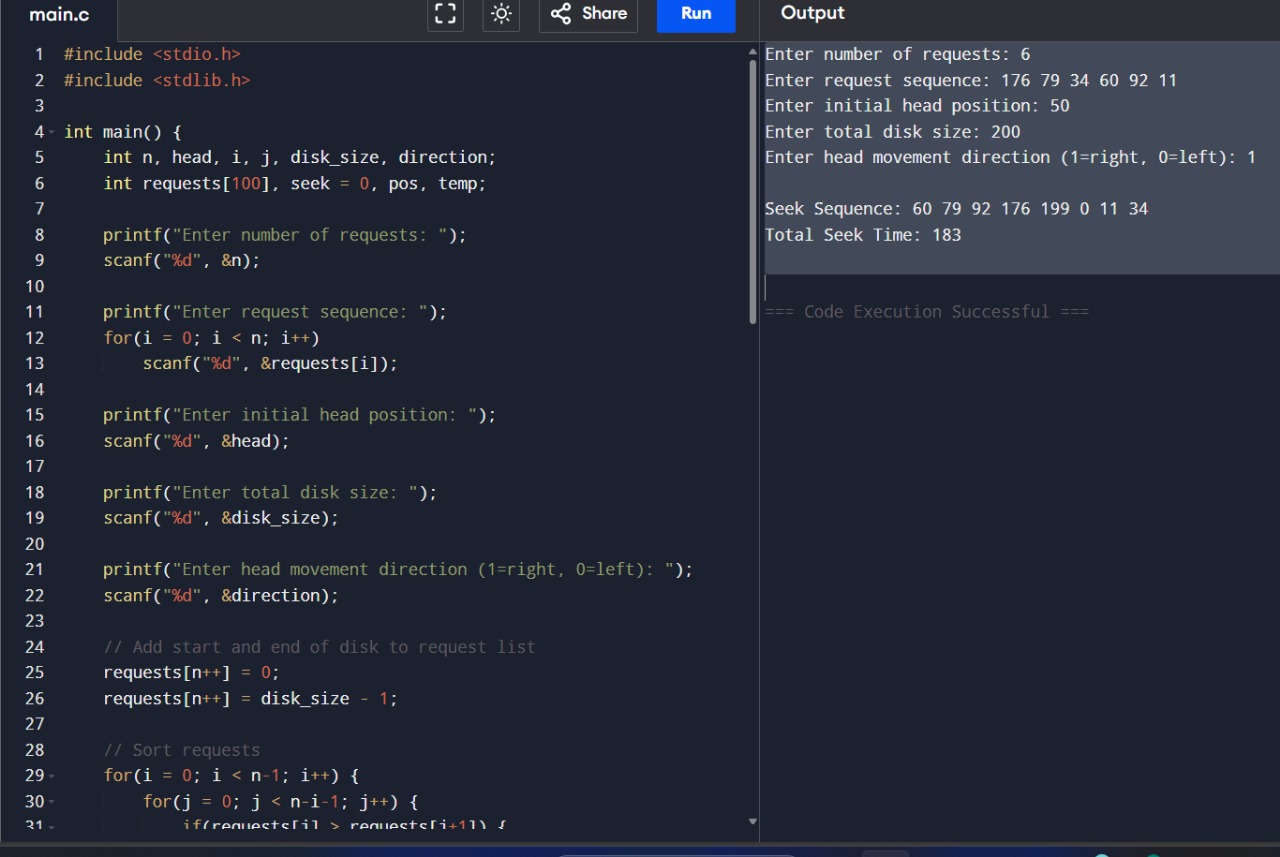 main.c
Share
Run
Output
1 #include <stdio.h>
2 #include <stdlib.h>
3
4 int main() {
5 int n, head, i, j, disk_size, direction;
6 int requests[100], seek = 0, pos, temp;
7
8 printf("Enter number of requests: ");
9 scanf("%d", &n);
10
11 printf("Enter request sequence: ");
12 for(i = 0; i < n; i++)
13 scanf("%d", &requests[i]);
14
15 printf("Enter initial head position: ");
16 scanf("%d", &head);
17
18 printf("Enter total disk size: ");
19 scanf("%d", &disk_size);
20
21 printf("Enter head movement direction (1=right, 0=left): ");
22 scanf("%d", &direction);
23
24 // Add start and end of disk to request list
25 requests[n++] = 0;
26 requests[n++] = disk_size - 1;
27
28 // Sort requests
29 for(i = 0; i < n-1; i++) {
30 for(j = 0; j < n-i-1; j++) {
31 if(requests[j] > requests[j+1]) {
Enter number of requests: 6
Enter request sequence: 176 79 34 60 92 11
Enter initial head position: 50
Enter total disk size: 200
Enter head movement direction (1=right, 0=left): 1
Seek Sequence: 60 79 92 176 199 0 11 34
Total Seek Time: 183
=== Code Execution Successful ===